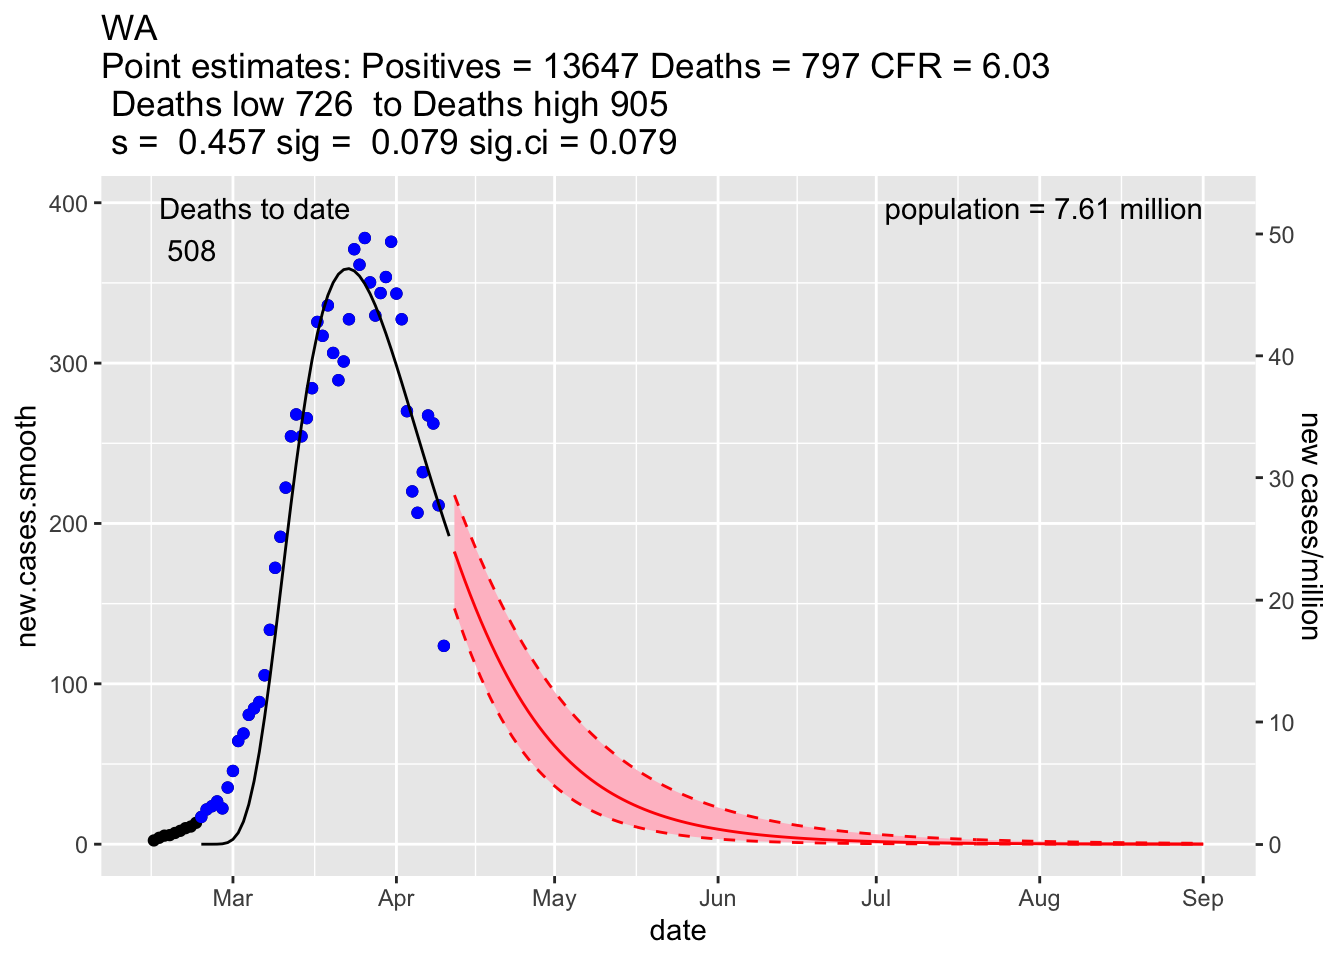 WA
Point estimates: Positives = 13647 Deaths = 797 CFR = 6.03
Deaths low 726  to Deaths high 905
s =  0.457 sig =  0.079 sig.ci = 0.079
Deaths to date
508
population = 7.61 million
400
300
200
100
0
new.cases.smooth
50
40
30
20
10
0
new cases/million
Mar Apr May Jun Jul Aug Sep
date